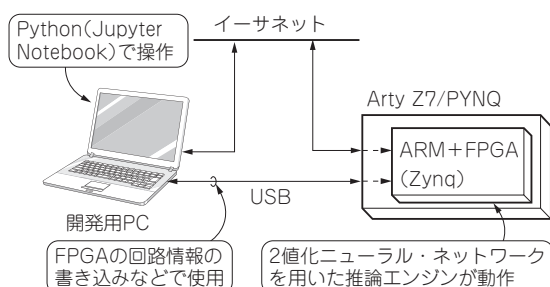 Python(Jupyter
Notebook)で操作
イーサネット
Arty Z7/PYNQ
ARM+FPGA
(Zynq)
USB
開発用PC
FPGAの回路情報の
書き込みなどで使用
2値化ニューラル・ネットワーク
を用いた推論エンジンが動作